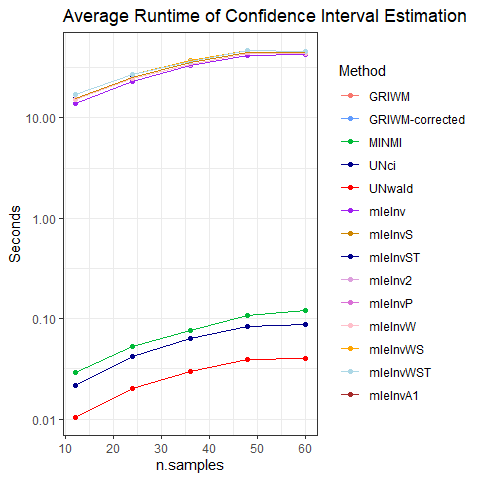 Average Runtime of Confidence Interval Estimation
Seconds
10.00
1.00
0.10
0.01
10
20
30
40
50
60
n.samples
Method
GRIWM
GRIWM-corrected
MINMI
UNci
UNwald
mleInv
mleInvS
mleInvST
mleInv2
mleInvP
mleInvW
mleInvWS
mleInvWST
mleInvA1